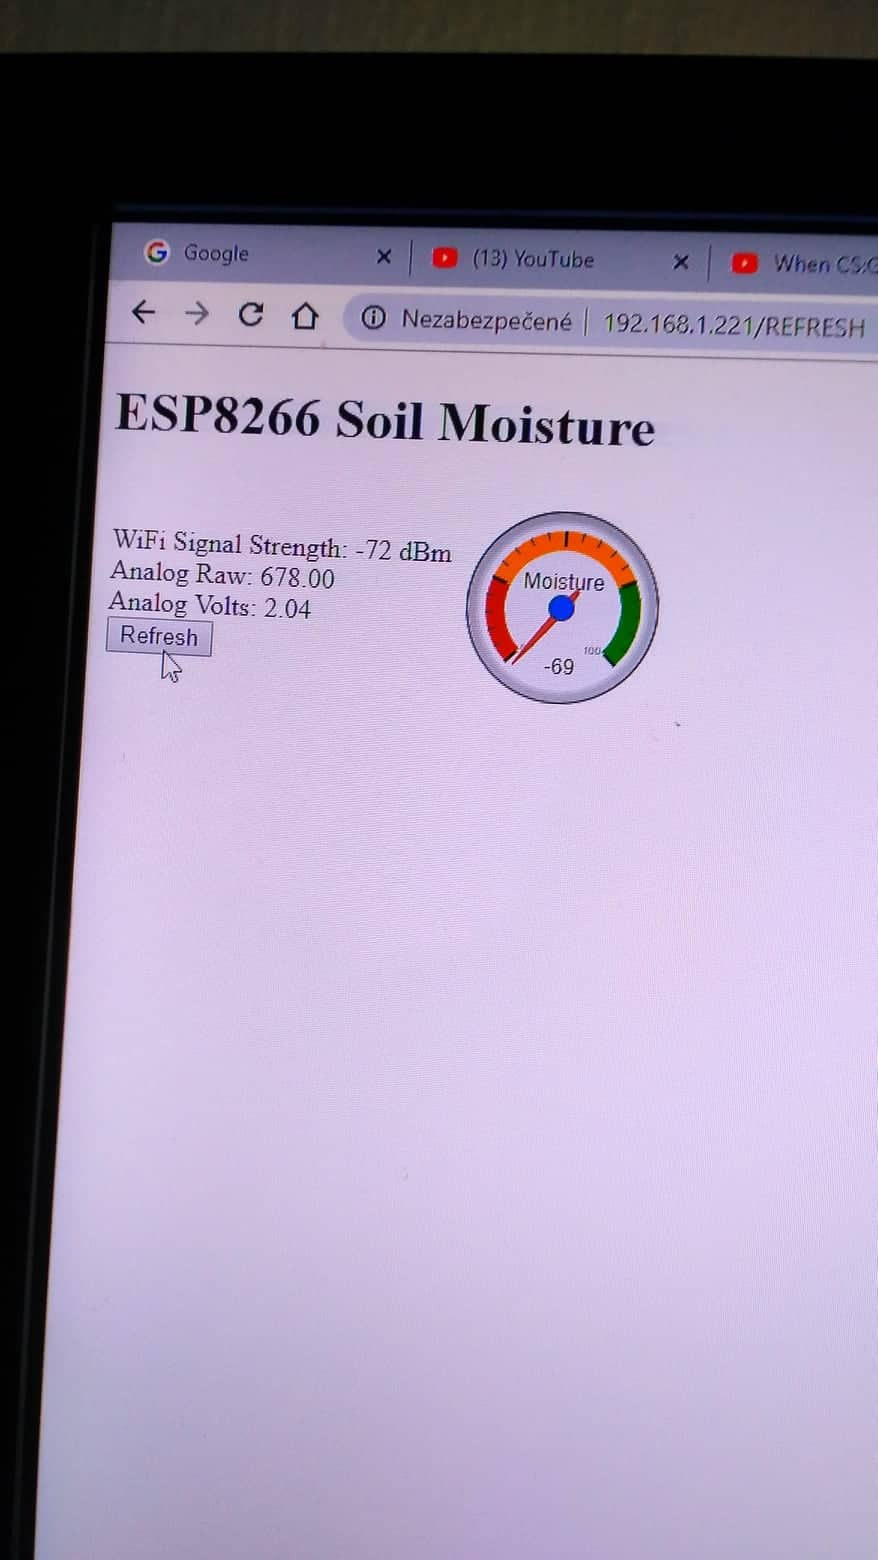 Google
(13) YouTube
When CS:G
Nezabezpečené | 192.168.1.221/REFRESH
ESP8266 Soil Moisture
WiFi Signal Strength: -72 dBm
Analog Raw: 678.00
Analog Volts: 2.04
Refresh
Moisture
100
-69